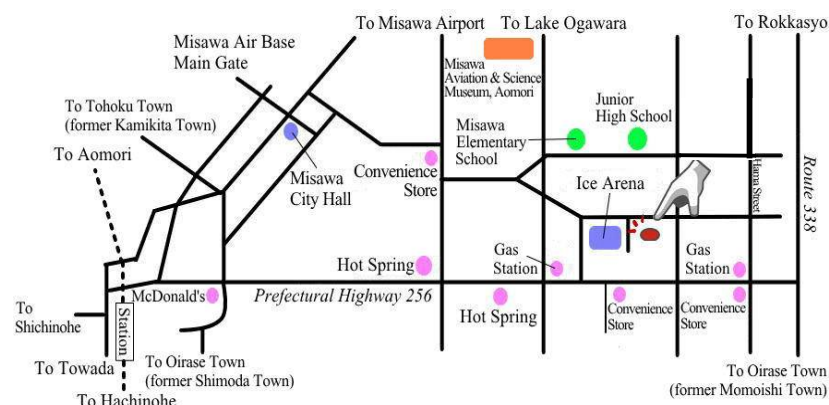 To Misawa Airport
To Lake Ogawara
To Rokkasyo
Misawa Air Base
Main Gate
Misawa
Aviation & Science
Museum, Aomori
To Tohoku Town
(former Kamikita Town)
Junior
High School
Misawa
Elementary
School
To Aomori
Convenience
Store
Misawa
City Hall
Ice Arena
Hama Street
Route 338
Hot Spring
Gas
Station
Gas
Station
McDonald's
Prefectural Highway 256
Hot Spring
Convenience
Store
Convenience
Store
To
Shichinohe
Station
To Towada
To Oirase Town
(former Shimoda Town)
To Oirase Town
(former Momoishi Town)
To Hachinohe